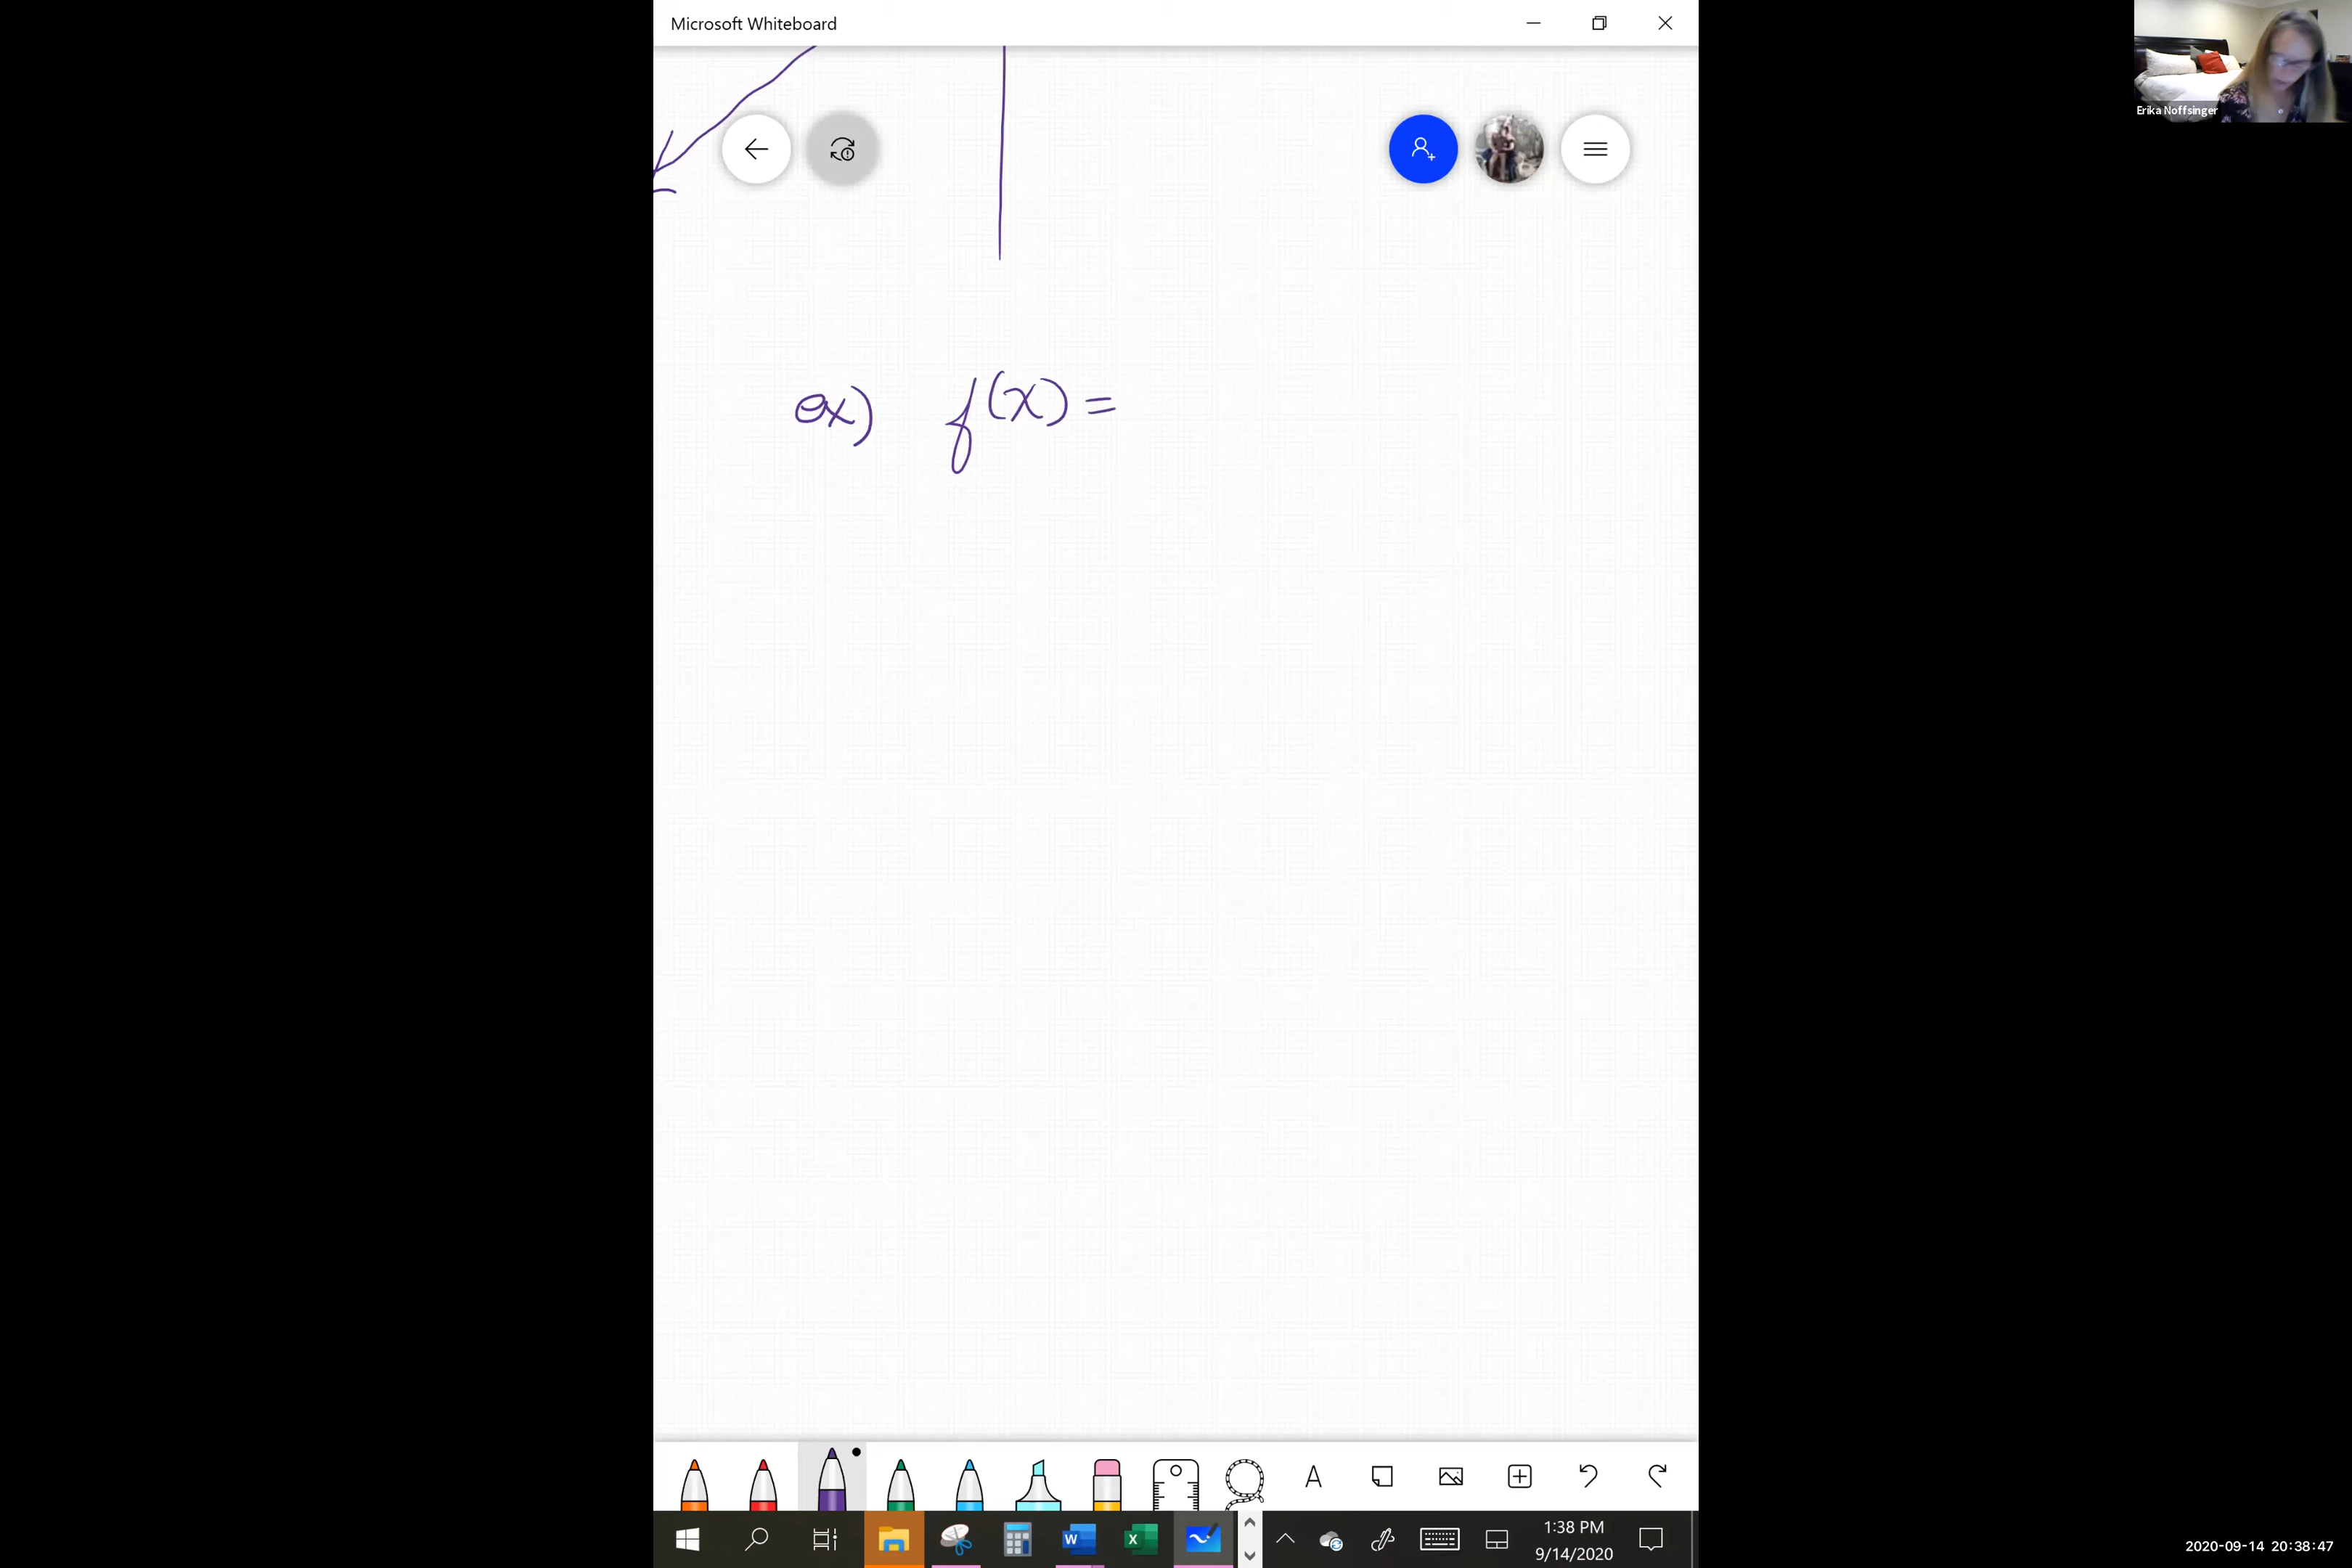 Microsoft Whiteboard
Erika Noffsinger
ex) f(x) =
A
W
X
1:38 PM
9/14/2020
2020-09-14 20:38:47